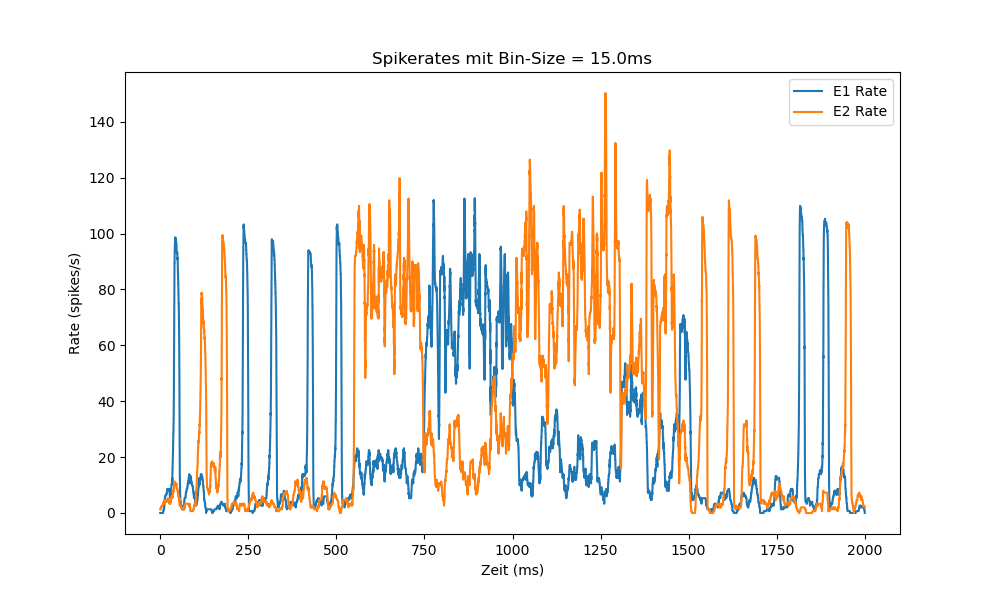 Spikerates mit Bin-Size = 15.0ms
E1 Rate
E2 Rate
Rate (spikes/s)
140
120
100
80
60
40
20
0
0 250 500 750 1000 1250 1500 1750 2000
Zeit (ms)